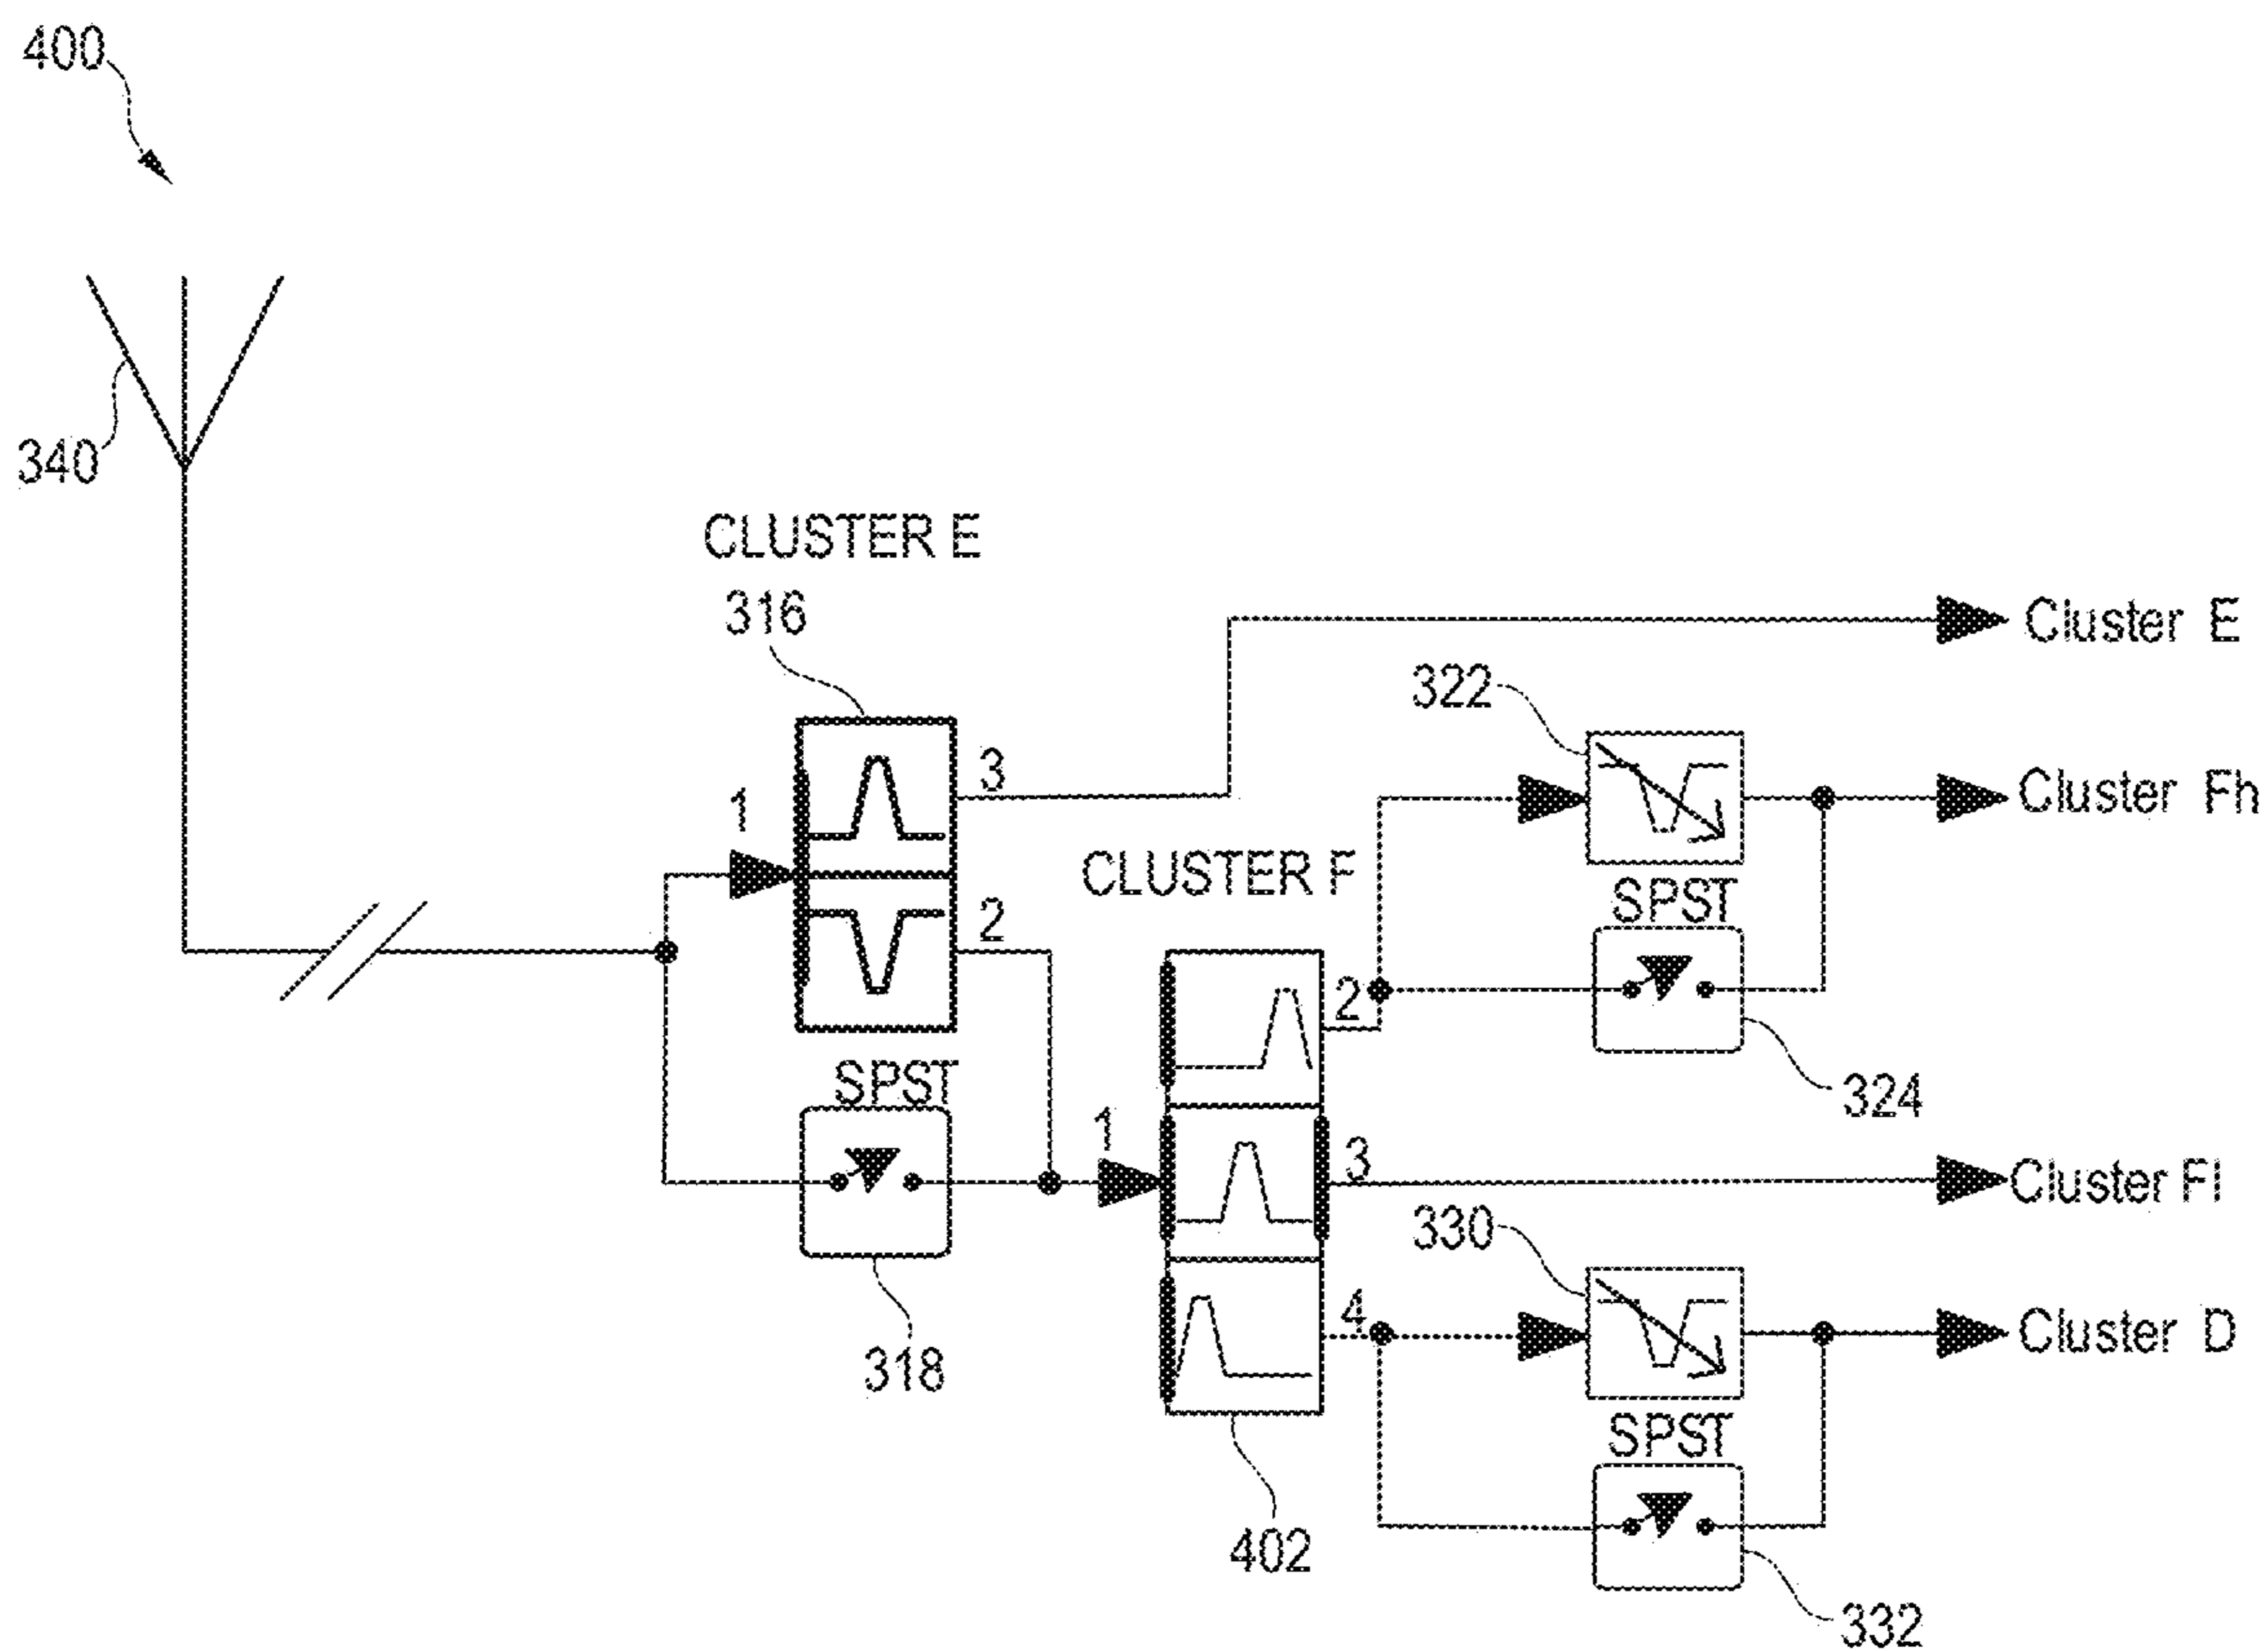 400
340
CLUSTER E
316
Cluster E
322
3
1
Cluster Fh
CLUSTER F
SPST
2
2
324
SPST
1
3
Cluster Fl
330
318
4
Cluster D
SPST
402
332